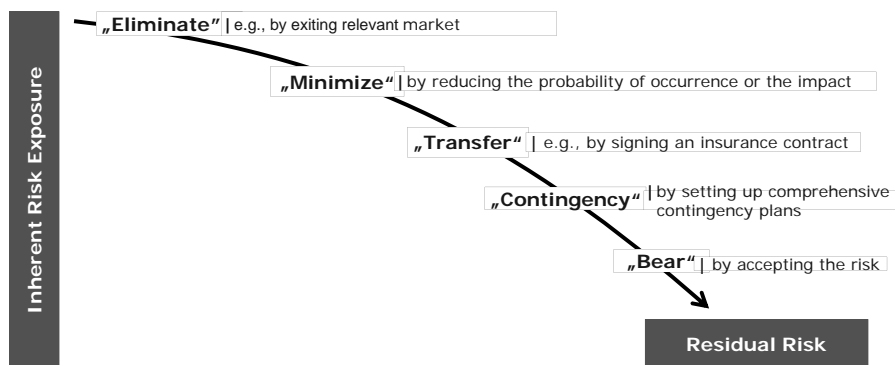 Inherent Risk Exposure
„Eliminate“ | e.g., by exiting relevant market
„Minimize“ | by reducing the probability of occurrence or the impact
„Transfer“ | e.g., by signing an insurance contract
„Contingency“ | by setting up comprehensive
contingency plans
„Bear“ | by accepting the risk
Residual Risk